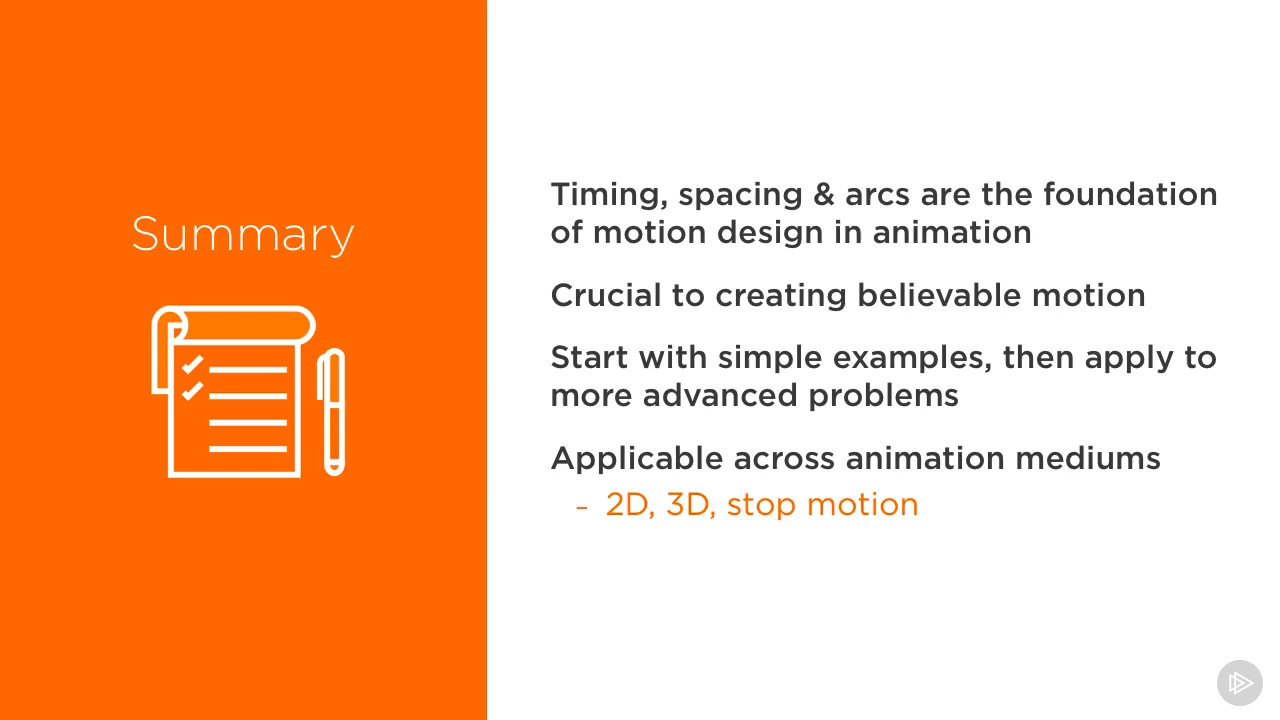 Summary
Timing, spacing & arcs are the foundation
of motion design in animation
Crucial to creating believable motion
Start with simple examples, then apply to
more advanced problems
Applicable across animation mediums
– 2D, 3D, stop motion